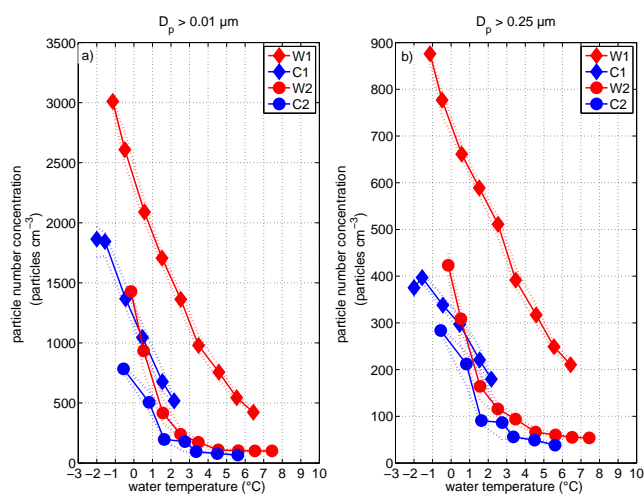 D_p > 0.01 µm
a)
W1
C1
W2
C2
3500
3000
2500
2000
1500
1000
500
0
particle number concentration
(particles cm⁻³)
−3 −2 −1 0 1 2 3 4 5 6 7 8 9 10
water temperature (°C)
D_p > 0.25 µm
b)
W1
C1
W2
C2
900
800
700
600
500
400
300
200
100
0
particle number concentration
(particles cm⁻³)
−3 −2 −1 0 1 2 3 4 5 6 7 8 9 10
water temperature (°C)